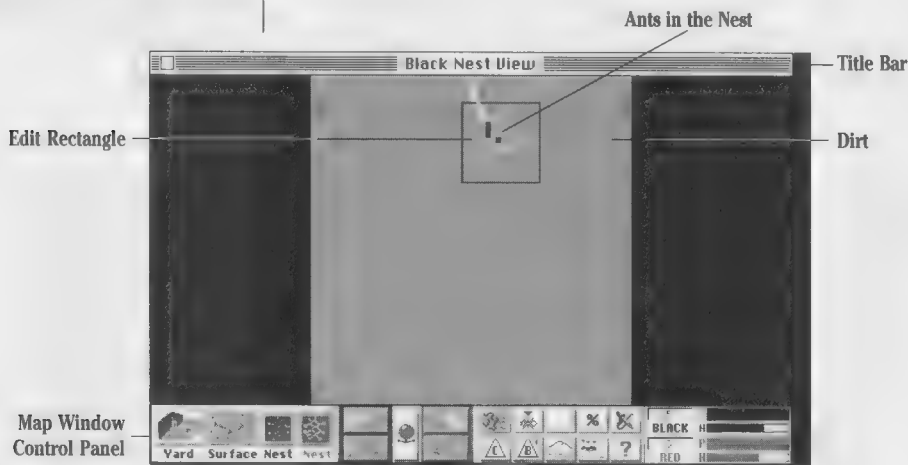 Ants in the Nest
Black Nest View
Title Bar
Edit Rectangle
Dirt
Map Window
Control Panel
Yard Surface Nest Nest
%
C B ?
BLACK H
RED H